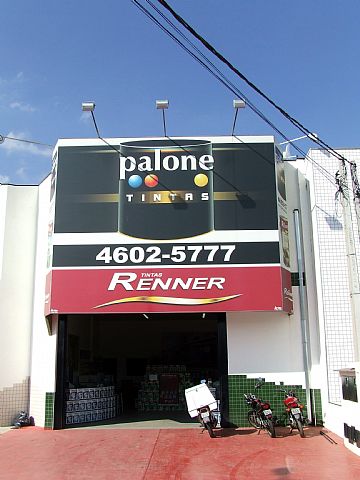 palone
TINTAS
4602-5777
TINTAS
RENNER